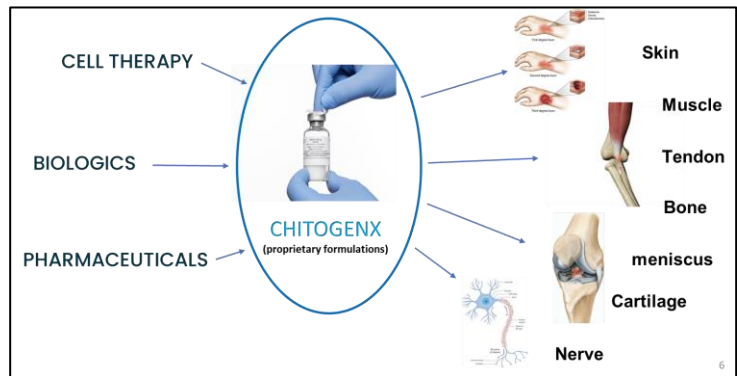 CELL THERAPY
BIOLOGICS
PHARMACEUTICALS
CHITOGENX
(proprietary formulations)
Skin
Muscle
Tendon
Bone
meniscus
Cartilage
Nerve
6